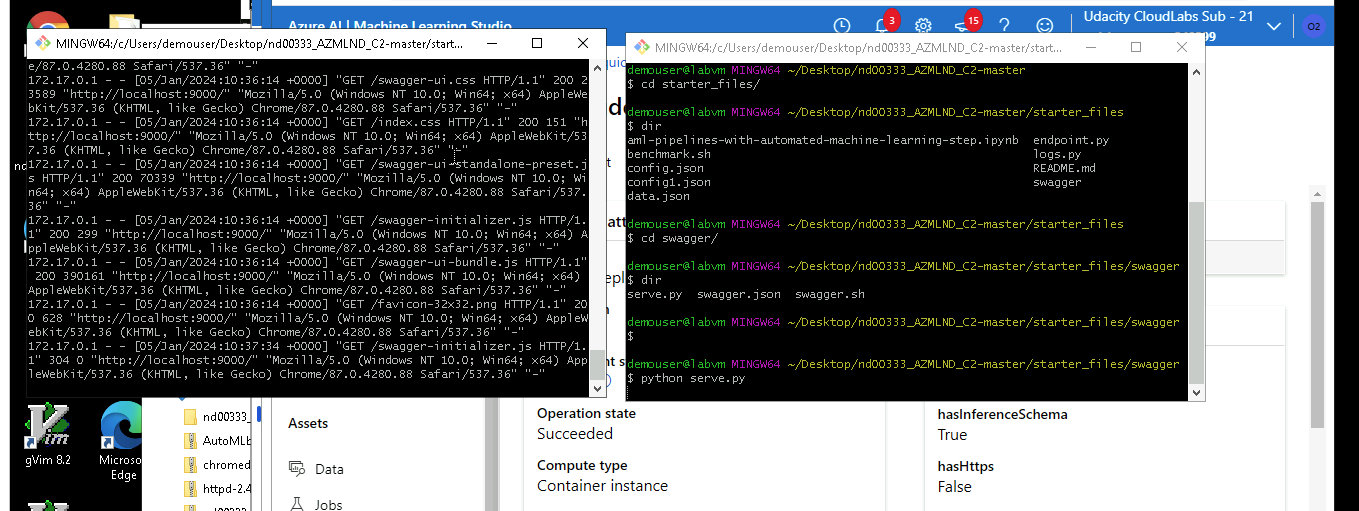 Azure AI | Machine Learning Studio
3
15
Udacity CloudLabs Sub - 21
O2
MINGW64:/c/Users/demouser/Desktop/nd00333_AZMLND_C2-master/start...
e/87.0.4280.88 Safari/537.36" "-"
172.17.0.1 - - [05/Jan/2024:10:36:14 +0000] "GET /swagger-ui.css HTTP/1.1" 200 2
3589 "http://localhost:9000/" "Mozilla/5.0 (Windows NT 10.0; Win64; x64) AppleWe
bKit/537.36 (KHTML, like Gecko) Chrome/87.0.4280.88 Safari/537.36" "-"
172.17.0.1 - - [05/Jan/2024:10:36:14 +0000] "GET /index.css HTTP/1.1" 200 151 "h
ttp://localhost:9000/" "Mozilla/5.0 (Windows NT 10.0; Win64; x64) AppleWebKit/53
7.36 (KHTML, like Gecko) Chrome/87.0.4280.88 Safari/537.36" "-"
172.17.0.1 - - [05/Jan/2024:10:36:14 +0000] "GET /swagger-ui-standalone-preset.j
s HTTP/1.1" 200 70339 "http://localhost:9000/" "Mozilla/5.0 (Windows NT 10.0; Wi
n64; x64) AppleWebKit/537.36 (KHTML, like Gecko) Chrome/87.0.4280.88 Safari/537.
36" "-"
172.17.0.1 - - [05/Jan/2024:10:36:14 +0000] "GET /swagger-initializer.js HTTP/1.
1" 200 299 "http://localhost:9000/" "Mozilla/5.0 (Windows NT 10.0; Win64; x64) A
ppleWebKit/537.36 (KHTML, like Gecko) Chrome/87.0.4280.88 Safari/537.36" "-"
172.17.0.1 - - [05/Jan/2024:10:36:14 +0000] "GET /swagger-ui-bundle.js HTTP/1.1"
200 390161 "http://localhost:9000/" "Mozilla/5.0 (Windows NT 10.0; Win64; x64)
AppleWebKit/537.36 (KHTML, like Gecko) Chrome/87.0.4280.88 Safari/537.36" "-"
172.17.0.1 - - [05/Jan/2024:10:36:14 +0000] "GET /favicon-32x32.png HTTP/1.1" 20
0 628 "http://localhost:9000/" "Mozilla/5.0 (Windows NT 10.0; Win64; x64) AppleW
ebKit/537.36 (KHTML, like Gecko) Chrome/87.0.4280.88 Safari/537.36" "-"
172.17.0.1 - - [05/Jan/2024:10:37:34 +0000] "GET /swagger-initializer.js HTTP/1.
1" 304 0 "http://localhost:9000/" "Mozilla/5.0 (Windows NT 10.0; Win64; x64) App
leWebKit/537.36 (KHTML, like Gecko) Chrome/87.0.4280.88 Safari/537.36" "-"
MINGW64:/c/Users/demouser/Desktop/nd00333_AZMLND_C2-master/start...
demouser@labvm MINGW64 ~/Desktop/nd00333_AZMLND_C2-master
$ cd starter_files/
demouser@labvm MINGW64 ~/Desktop/nd00333_AZMLND_C2-master/starter_files
$ dir
aml-pipelines-with-automated-machine-learning-step.ipynb endpoint.py
benchmark.sh logs.py
config.json README.md
config1.json swagger
data.json
demouser@labvm MINGW64 ~/Desktop/nd00333_AZMLND_C2-master/starter_files
$ cd swagger/
demouser@labvm MINGW64 ~/Desktop/nd00333_AZMLND_C2-master/starter_files/swagger
$ dir
serve.py swagger.json swagger.sh
demouser@labvm MINGW64 ~/Desktop/nd00333_AZMLND_C2-master/starter_files/swagger
$
demouser@labvm MINGW64 ~/Desktop/nd00333_AZMLND_C2-master/starter_files/swagger
$ python serve.py
gVim 8.2
Edge
nd00333_
AutoMLb
chromed
httpd-2.4
Assets
Data
Jobs
Operation state
Succeeded
Compute type
Container instance
hasInferenceSchema
True
hasHttps
False